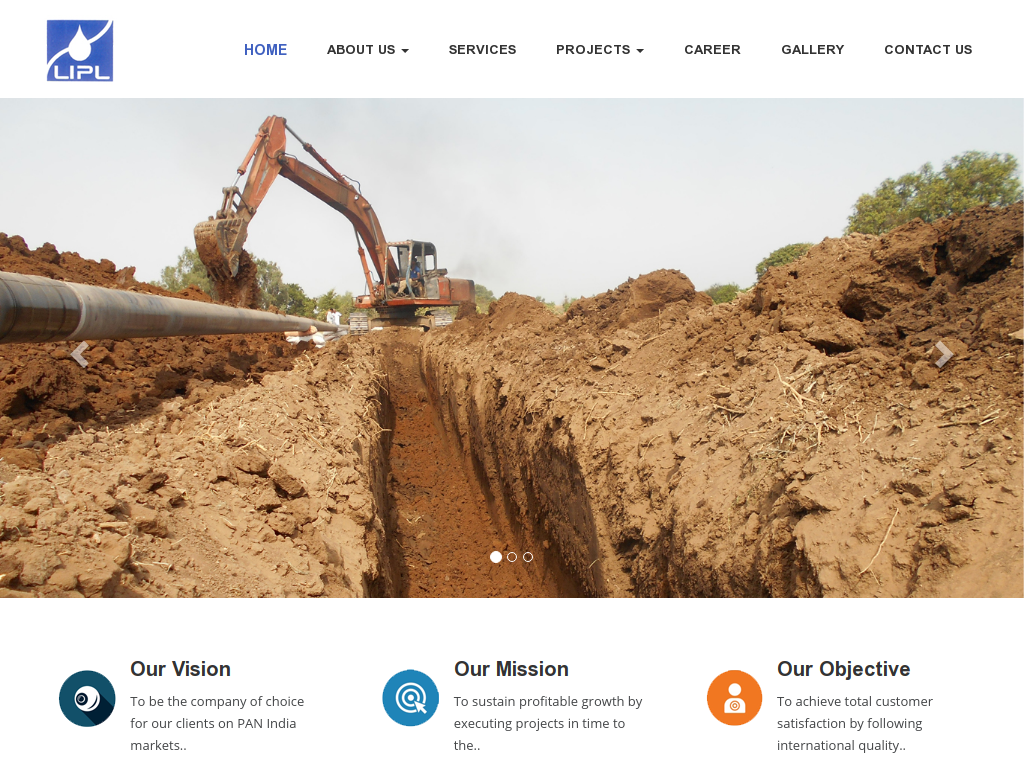 LIPL
HOME
ABOUT US
SERVICES
PROJECTS
CAREER
GALLERY
CONTACT US
Our Vision
To be the company of choice
for our clients on PAN India
markets..
Our Mission
To sustain profitable growth by
executing projects in time to
the..
Our Objective
To achieve total customer
satisfaction by following
international quality..